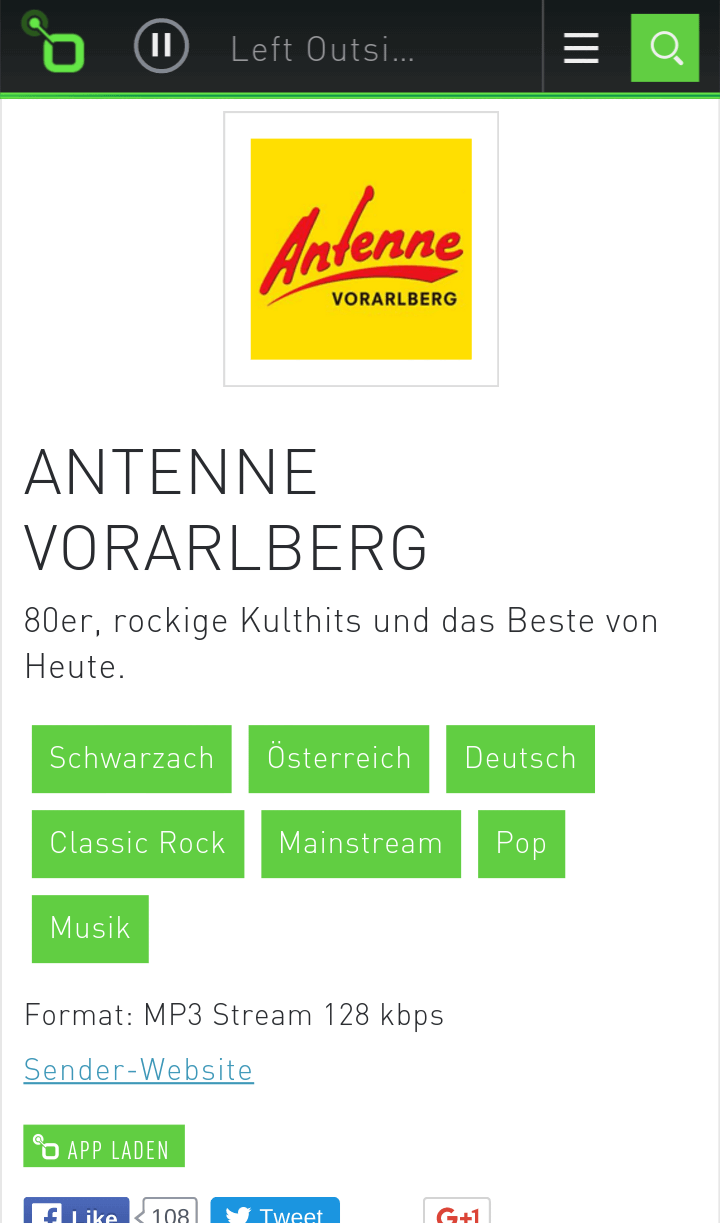 Left Outsi...
Antenne
VORARLBERG
ANTENNE
VORARLBERG
80er, rockige Kulthits und das Beste von
Heute.
Schwarzach Österreich Deutsch
Classic Rock Mainstream Pop
Musik
Format: MP3 Stream 128 kbps
Sender-Website
APP LADEN
Like 108 Tweet G+1